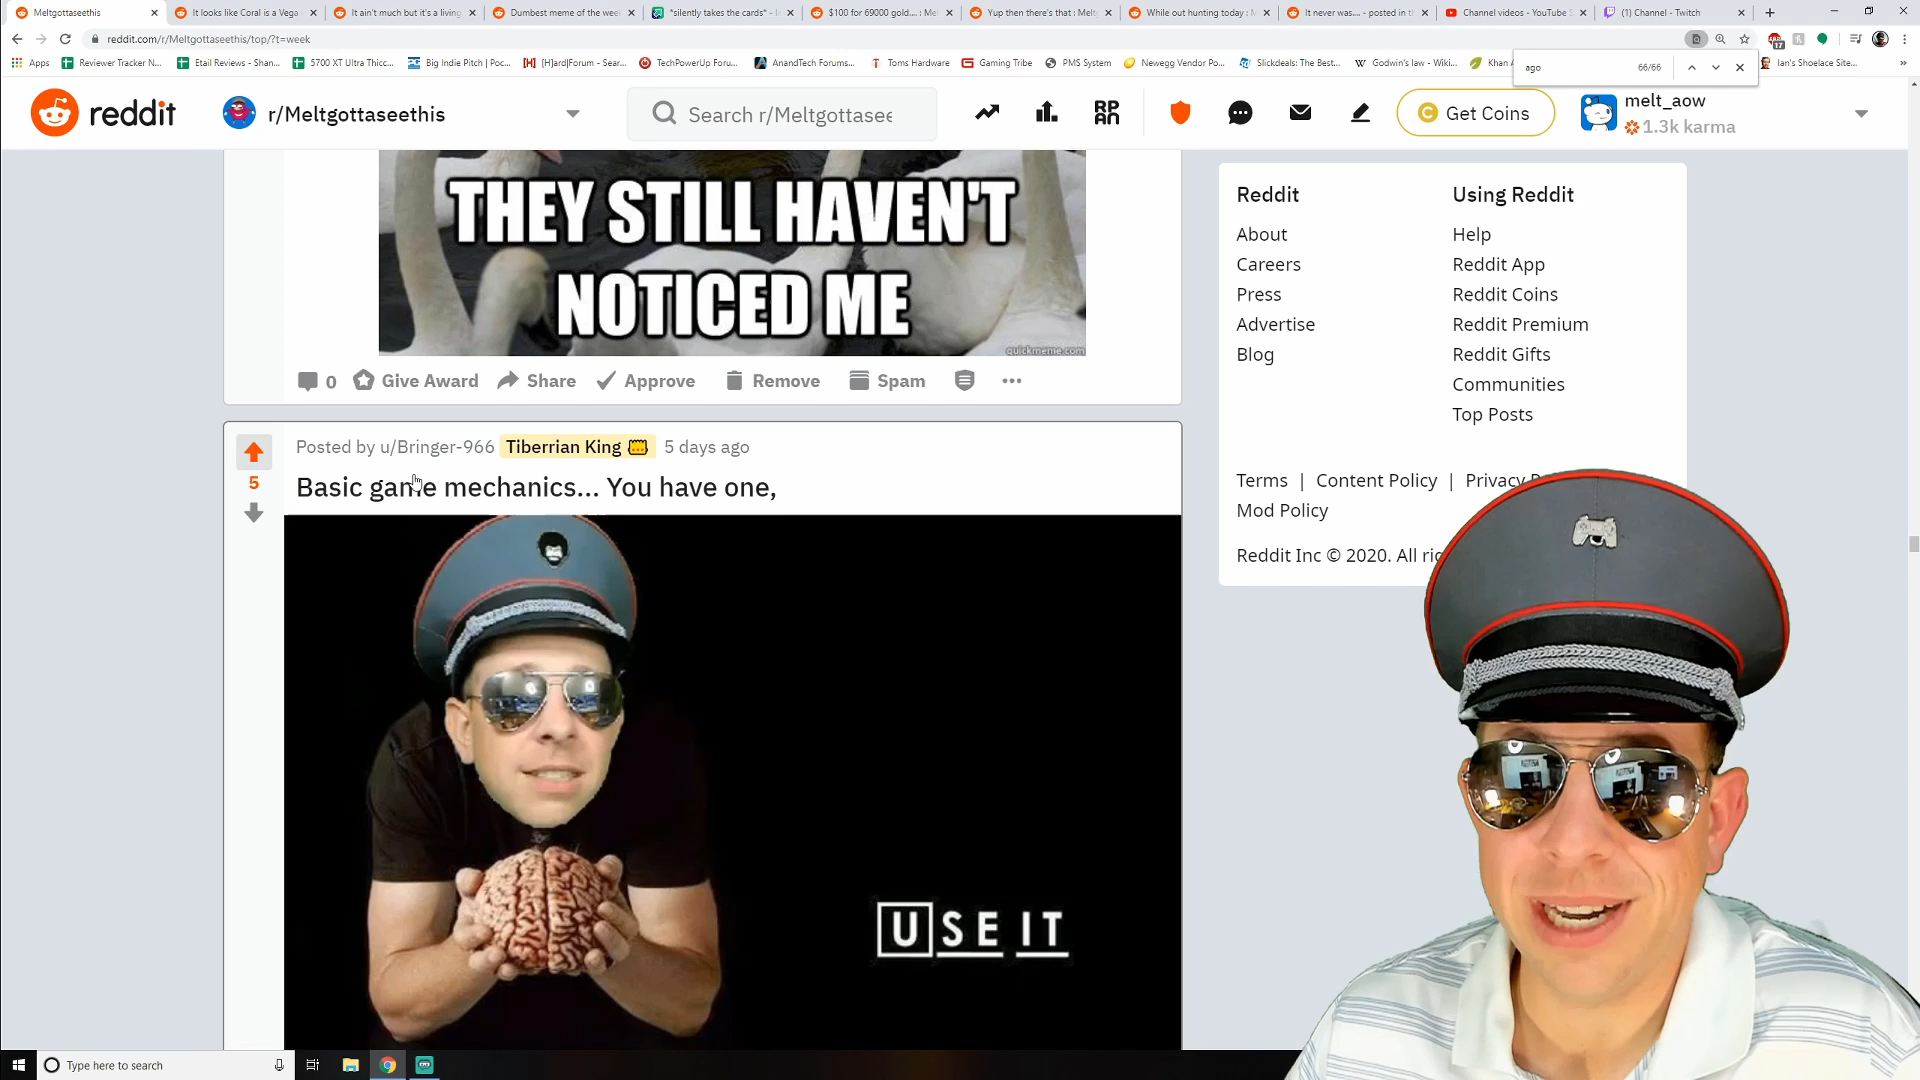 Meltgottaseethis
It looks like Coral is a Vega
It ain't much but it's a living
Dumbest meme of the wee
*silently takes the cards* - I
$100 for 69000 gold.... : Mel
Yup then there's that : Melt
While out hunting today : M
It never was.... - posted in th
Channel videos - YouTube S
(1) Channel - Twitch
reddit.com/r/Meltgottaseethis/top/?t=week
17
Apps
Reviewer Tracker N...
Etail Reviews - Shan...
5700 XT Ultra Thicc...
Big Indie Pitch | Poc...
[H]ard|Forum - Sear...
TechPowerUp Foru...
AnandTech Forums...
Toms Hardware
Gaming Tribe
PMS System
Newegg Vendor Po...
Slickdeals: The Best...
Godwin's law - Wiki...
Khan A
Ian's Shoelace Site...
ago 66/66
reddit
r/Meltgottaseethis
Search r/Meltgottasee
RPAN
Get Coins
melt_aow
1.3k karma
THEY STILL HAVEN'T
NOTICED ME
quickmeme.com
0 Give Award Share Approve Remove Spam
Posted by u/Bringer-966 Tiberrian King 5 days ago
5
Basic game mechanics... You have one,
USE IT
Reddit
About
Careers
Press
Advertise
Blog
Using Reddit
Help
Reddit App
Reddit Coins
Reddit Premium
Reddit Gifts
Communities
Top Posts
Terms | Content Policy | Privacy
Mod Policy
Reddit Inc © 2020. All
Type here to search